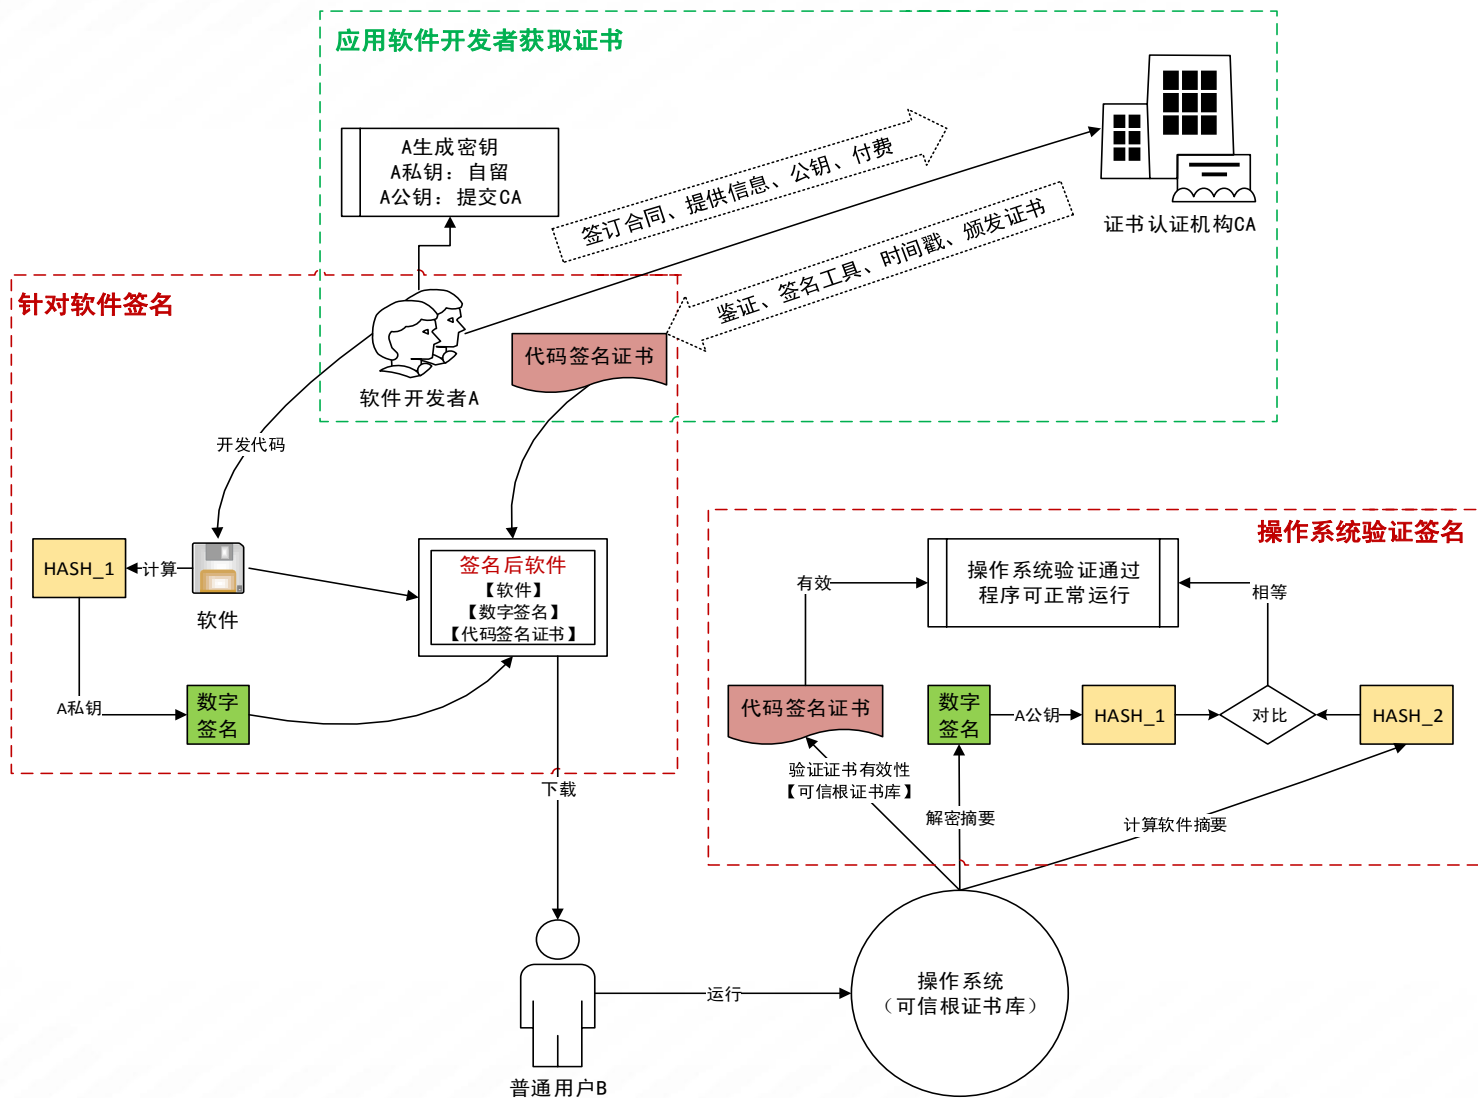 应用软件开发者获取证书
A生成密钥
A私钥：自留
A公钥：提交CA
签订合同、提供信息、公钥、付费
鉴证、签名工具、时间戳、颁发证书
证书认证机构CA
针对软件签名
软件开发者A
代码签名证书
开发代码
HASH_1
计算
软件
签名后软件
【软件】
【数字签名】
【代码签名证书】
A私钥
数字
签名
下载
操作系统验证签名
有效
操作系统验证通过
程序可正常运行
相等
代码签名证书
数字
签名
A公钥
HASH_1
对比
HASH_2
验证证书有效性
【可信根证书库】
解密摘要
计算软件摘要
运行
操作系统
（可信根证书库）
普通用户B